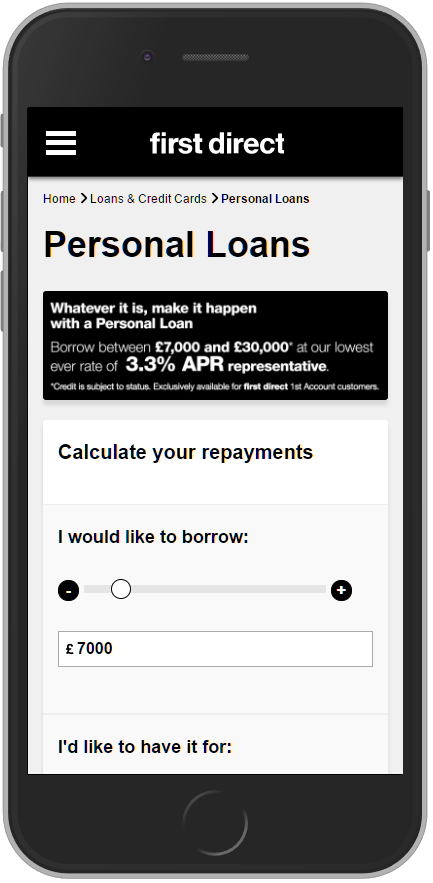 first direct
Home > Loans & Credit Cards > Personal Loans
Personal Loans
Whatever it is, make it happen
with a Personal Loan
Borrow between £7,000 and £30,000* at our lowest
ever rate of 3.3% APR representative.
*Credit is subject to status. Exclusively available for first direct 1st Account customers.
Calculate your repayments
I would like to borrow:
- +
£ 7000
I'd like to have it for: